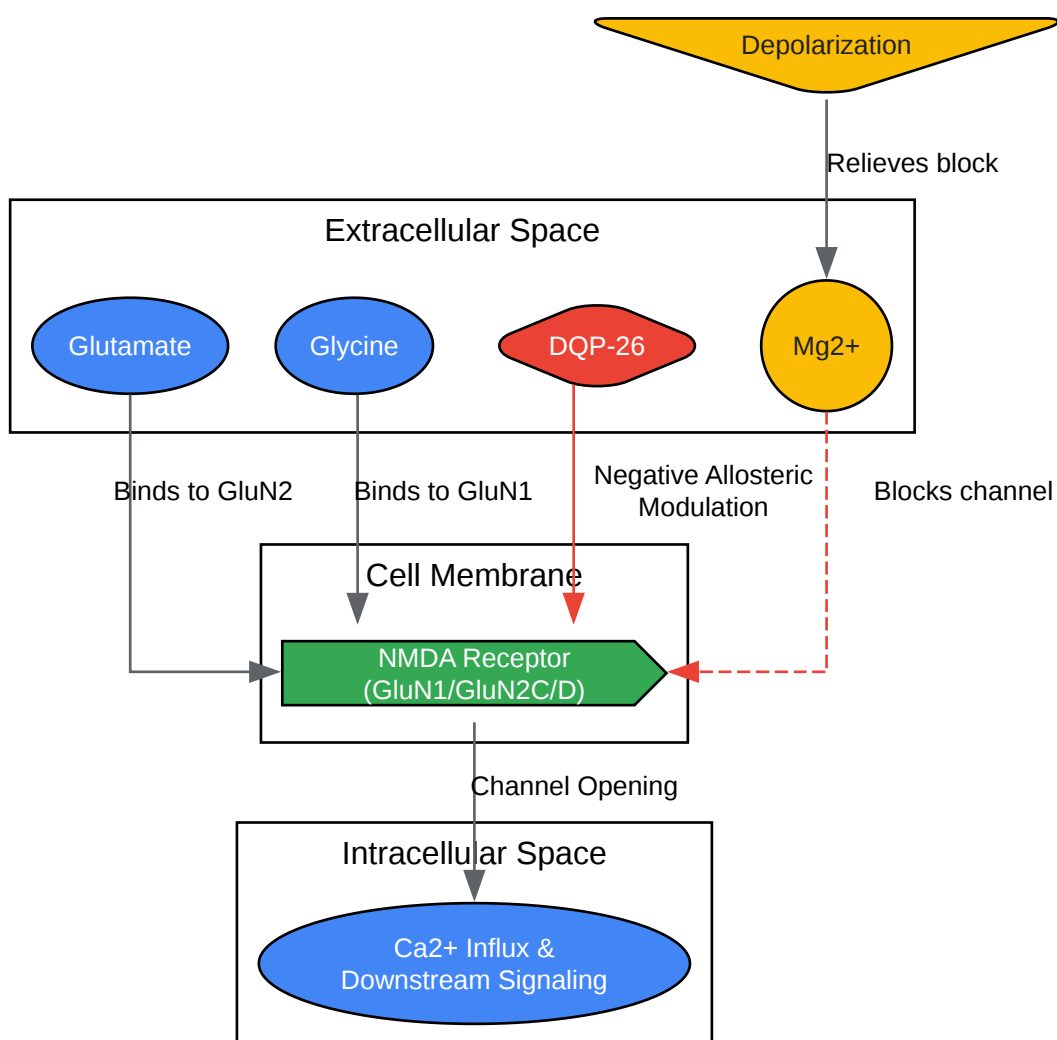 Depolarization
Relieves block
Extracellular Space
Glutamate
Glycine
DQP-26
Mg2+
Binds to GluN2
Binds to GluN1
Negative Allosteric
Modulation
Blocks channel
Cell Membrane
NMDA Receptor
(GluN1/GluN2C/D)
Channel Opening
Intracellular Space
Ca2+ Influx &
Downstream Signaling